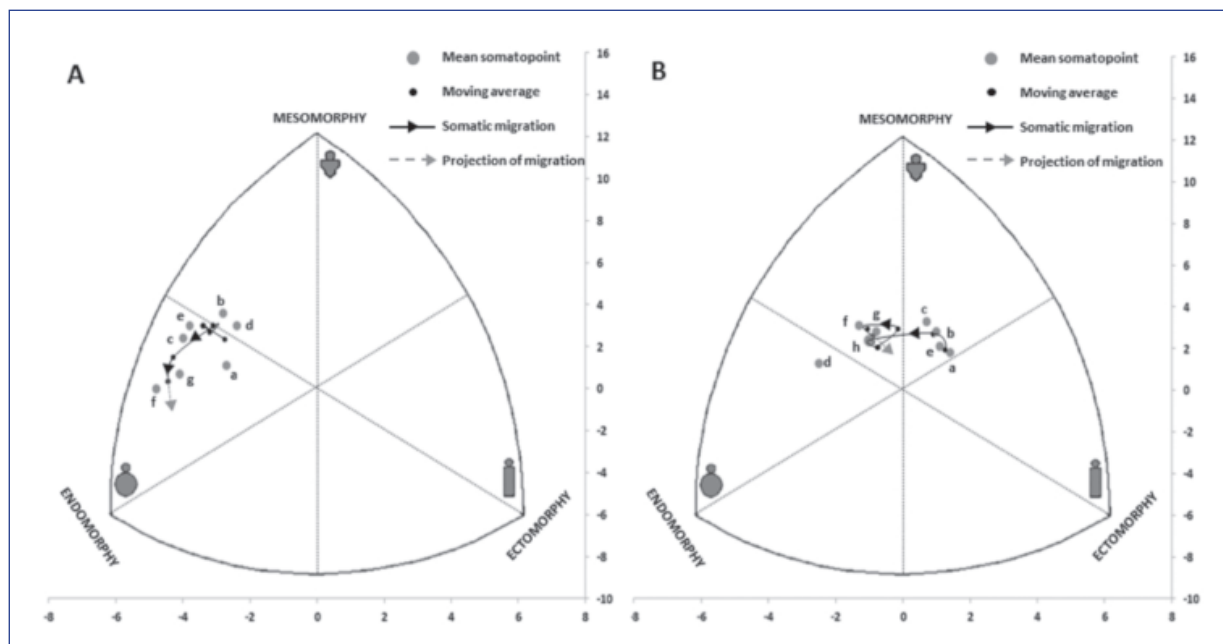 A
Mean somatopoint
Moving average
Somatic migration
Projection of migration
MESOMORPHY
ENDOMORPHY
ECTOMORPHY
b
e
d
c
a
g
f
16
14
12
10
8
6
4
2
0
-2
-4
-6
-8
-10
-8
-6
-4
-2
0
2
4
6
8
B
Mean somatopoint
Moving average
Somatic migration
Projection of migration
MESOMORPHY
ENDOMORPHY
ECTOMORPHY
f
g
c
b
h
e
a
d
16
14
12
10
8
6
4
2
0
-2
-4
-6
-8
-10
-8
-6
-4
-2
0
2
4
6
8